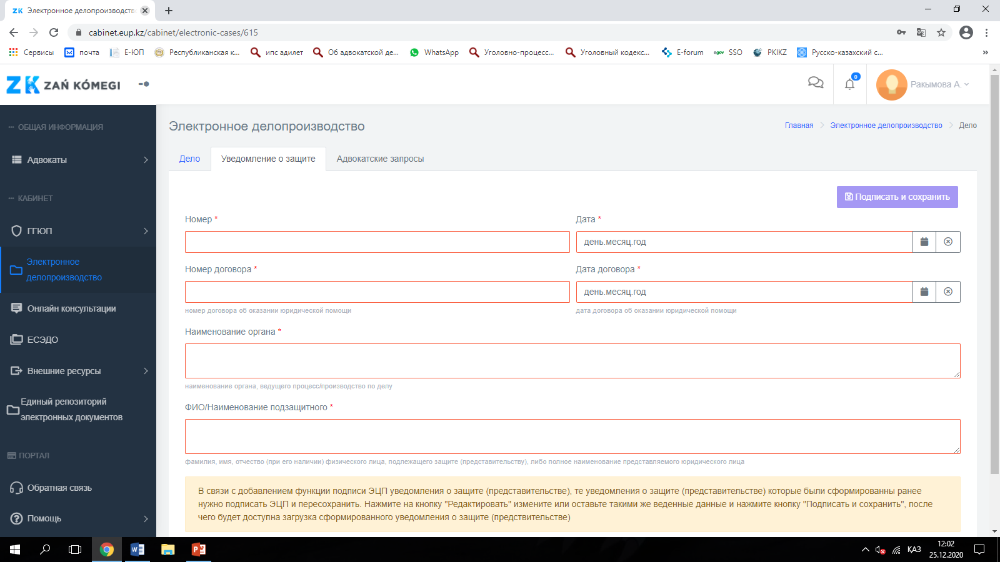 ZK Электронное делопроизводств
cabinet.eup.kz/cabinet/electronic-cases/615
Сервисы почта Е-ЮП Республиканская к... ипс адилет Об адвокатской де... WhatsApp Уголовно-процесс... Уголовный кодекс... E-forum egov SSO PKIKZ Русско-казахский с... »
ZK ZAŃ KÓMEGI
0
Ракымова А.
ОБЩАЯ ИНФОРМАЦИЯ
Адвокаты
КАБИНЕТ
ГГЮП
Электронное
делопроизводство
Онлайн консультации
ЕСЭДО
Внешние ресурсы
Единый репозиторий
электронных документов
ПОРТАЛ
Обратная связь
Помощь
Электронное делопроизводство
Главная > Электронное делопроизводство > Дело
Дело Уведомление о защите Адвокатские запросы
Подписать и сохранить
Номер * Дата *
день.месяц.год
Номер договора * Дата договора *
день.месяц.год
номер договора об оказании юридической помощи дата договора об оказании юридической помощи
Наименование органа *
наименование органа, ведущего процесс/производство по делу
ФИО/Наименование подзащитного *
фамилия, имя, отчество (при его наличии) физического лица, подлежащего защите (представительству), либо полное наименование представляемого юридического лица
В связи с добавлением функции подписи ЭЦП уведомления о защите (представительстве), те уведомления о защите (представительстве) которые были сформированны ранее
нужно подписать ЭЦП и пересохранить. Нажмите на кнопку "Редактировать" измените или оставьте такими же веденные данные и нажмите кнопку "Подписать и сохранить", после
чего будет доступна загрузка сформированного уведомления о защите (предствительстве)
ҚАЗ
12:02
25.12.2020